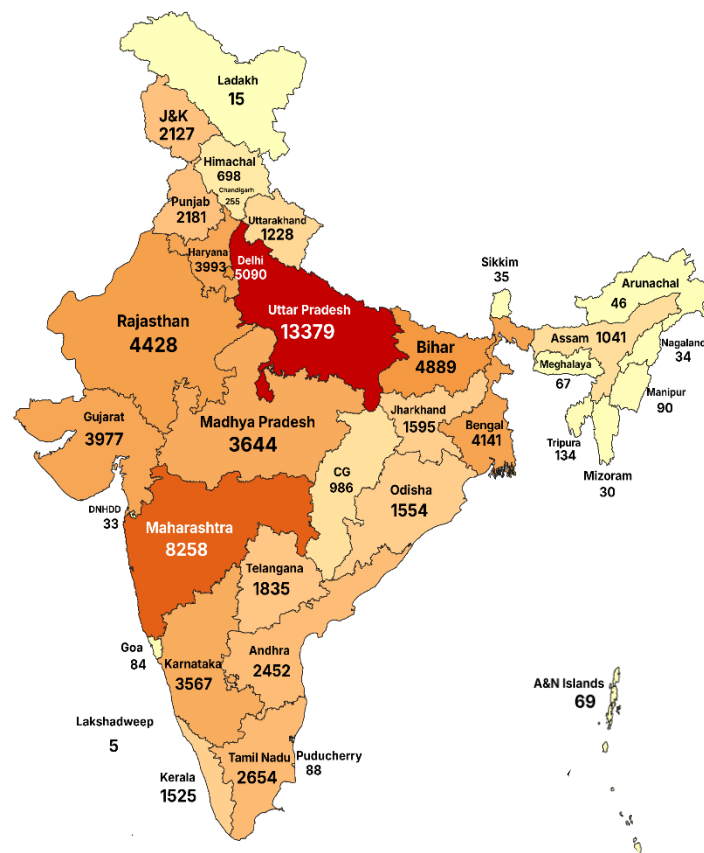 Ladakh
15
J&K
2127
Himachal
698
Chandigarh
255
Punjab
2181
Uttarakhand
1228
Haryana
3993
Delhi
5090
Sikkim
35
Arunachal
46
Uttar Pradesh
13379
Rajasthan
4428
Bihar
4889
Assam 1041
Nagaland
34
Meghalaya
67
Manipur
90
Tripura
134
Mizoram
30
Gujarat
3977
Madhya Pradesh
3644
Jharkhand
1595
Bengal
4141
CG
986
Odisha
1554
DNHDD
33
Maharashtra
8258
Telangana
1835
Goa
84
Karnataka
3567
Andhra
2452
A&N Islands
69
Lakshadweep
5
Kerala
1525
Tamil Nadu
2654
Puducherry
88